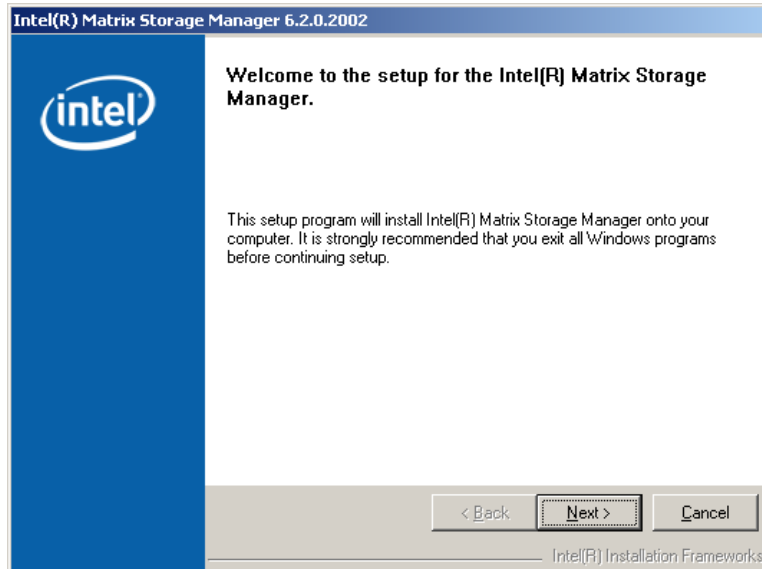 Intel(R) Matrix Storage Manager 6.2.0.2002
intel
Welcome to the setup for the Intel(R) Matrix Storage
Manager.
This setup program will install Intel(R) Matrix Storage Manager onto your
computer. It is strongly recommended that you exit all Windows programs
before continuing setup.
< Back Next > Cancel
Intel(R) Installation Frameworks